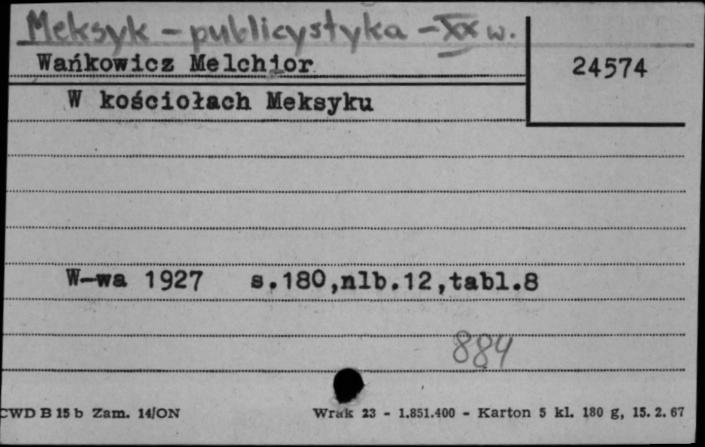 Meksyk - publicystyka - XX w.
Wańkowicz Melchior
24574
W kościołach Meksyku
W-wa 1927 s.180,nlb.12,tabl.8
884
CWD B 15 b Zam. 14/ON
Wrak 23 - 1.851.400 - Karton 5 kl. 180 g, 15. 2. 67